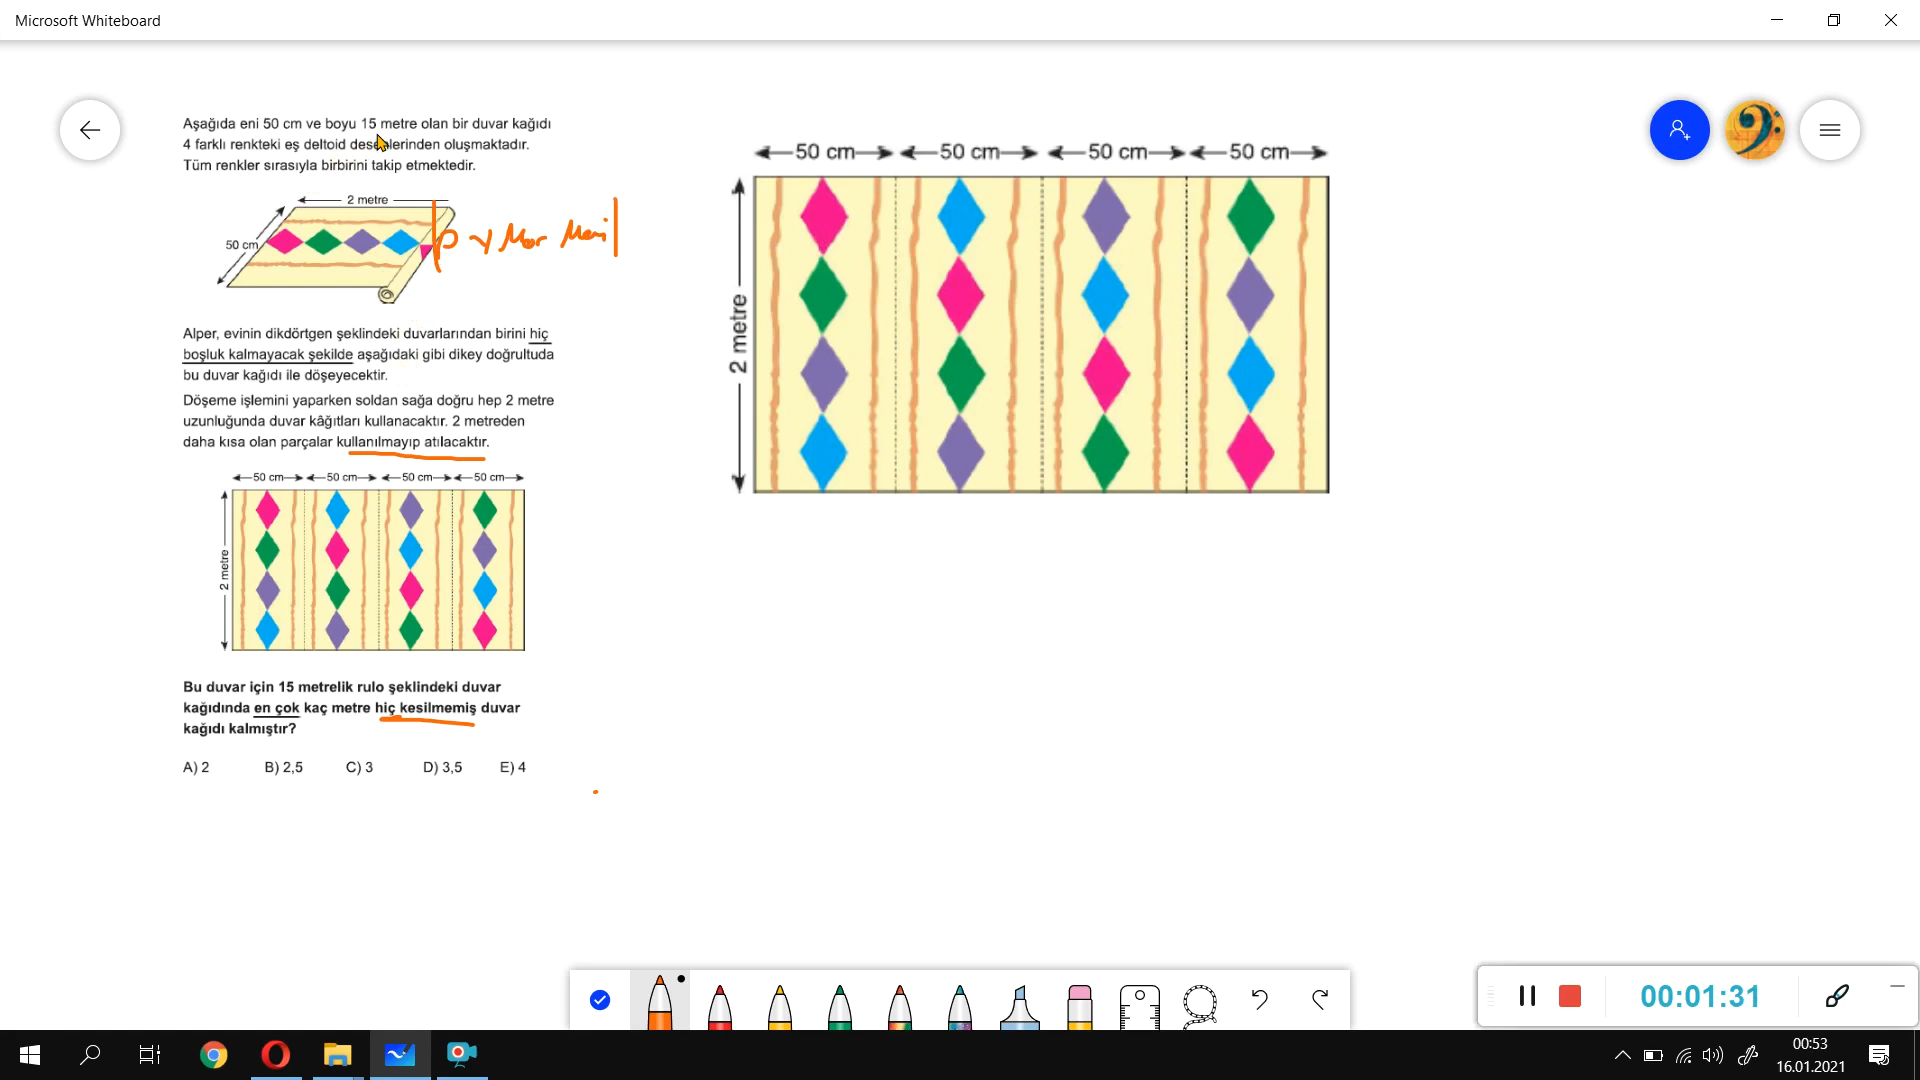 Microsoft Whiteboard
Aşağıda eni 50 cm ve boyu 15 metre olan bir duvar kağıdı
4 farklı renkteki eş deltoid desenlerinden oluşmaktadır.
Tüm renkler sırasıyla birbirini takip etmektedir.
2 metre
50 cm
p y Mor Mavi
Alper, evinin dikdörtgen şeklindeki duvarlarından birini hiç
boşluk kalmayacak şekilde aşağıdaki gibi dikey doğrultuda
bu duvar kağıdı ile döşeyecektir.
Döşeme işlemini yaparken soldan sağa doğru hep 2 metre
uzunluğunda duvar kâğıtları kullanacaktır. 2 metreden
daha kısa olan parçalar kullanılmayıp atılacaktır.
50 cm 50 cm 50 cm 50 cm
2 metre
Bu duvar için 15 metrelik rulo şeklindeki duvar
kağıdında en çok kaç metre hiç kesilmemiş duvar
kağıdı kalmıştır?
A) 2 B) 2,5 C) 3 D) 3,5 E) 4
50 cm 50 cm 50 cm 50 cm
2 metre
00:01:31
00:53
16.01.2021